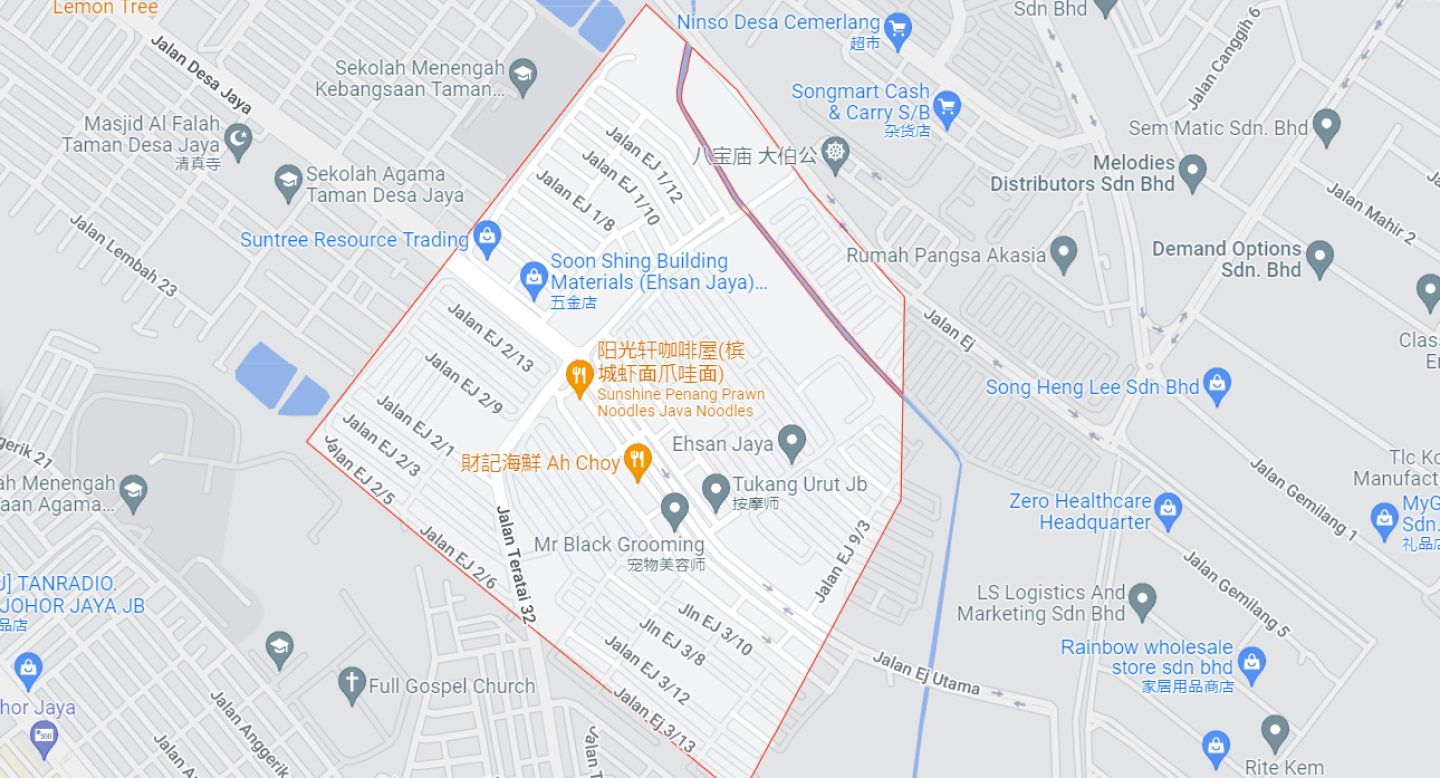 Lemon Tree
Jalan Desa Jaya
Sekolah Menengah
Kebangsaan Taman...
Masjid Al Falah
Taman Desa Jaya
清真寺
Sekolah Agama
Taman Desa Jaya
Jalan Lembah 23
Suntree Resource Trading
Ninso Desa Cemerlang
超市
Sdn Bhd
Jalan Canggih 6
Songmart Cash
& Carry S/B
杂货店
八宝庙 大伯公
Sem Matic Sdn. Bhd
Melodies
Distributors Sdn Bhd
Jalan Mahir 2
Jalan EJ 1/12
Jalan EJ 1/10
Jalan EJ 1/8
Soon Shing Building
Materials (Ehsan Jaya)...
五金店
Rumah Pangsa Akasia
Demand Options
Sdn. Bhd
Jalan EJ 2/13
Jalan EJ 2/9
Jalan EJ 2/1
Jalan EJ 2/3
Jalan EJ 2/5
Jalan EJ 2/6
阳光轩咖啡屋(槟
城虾面爪哇面)
Sunshine Penang Prawn
Noodles Java Noodles
Jalan Ej
Song Heng Lee Sdn Bhd
Ehsan Jaya
財記海鮮 Ah Choy
Tukang Urut Jb
按摩师
Mr Black Grooming
宠物美容师
Jalan Teratai 32
Jalan EJ 9/3
Zero Healthcare
Headquarter
Jalan Gemilang 1
MyG
Sdn.
礼品店
Jalan Gemilang 5
LS Logistics And
Marketing Sdn Bhd
Rainbow wholesale
store sdn bhd
家居用品商店
Rite Kem
Jln EJ 3/10
Jln EJ 3/8
Jalan EJ 3/12
Jalan Ej 3/13
Jalan Ej Utama
gerik 21
ah Menengah
aan Agama...
J] TANRADIO.
JOHOR JAYA JB
品店
Full Gospel Church
hor Jaya
Jalan Anggerik
Jalan T
Tlc Ko
Manufact
Class